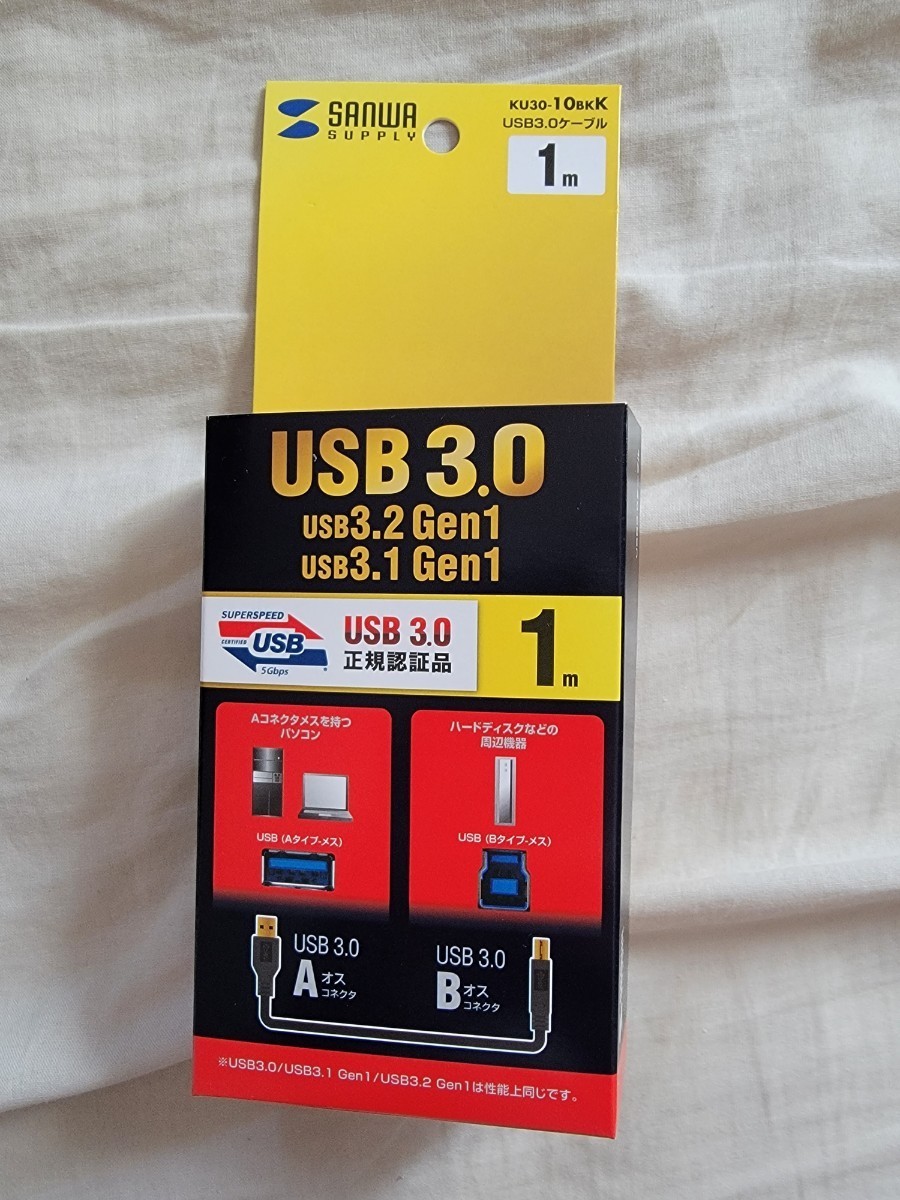 SANWA
SUPPLY
KU30-10BKK
USB3.0ケーブル
1m
USB 3.0
USB3.2 Gen1
USB3.1 Gen1
SUPERSPEED
CERTIFIED
USB
5Gbps
USB 3.0
正規認証品
1m
Aコネクタメスを持つ
パソコン
USB（Aタイプ-メス）
ハードディスクなどの
周辺機器
USB（Bタイプ-メス）
USB 3.0
A オス
コネクタ
USB 3.0
B オス
コネクタ
※USB3.0/USB3.1 Gen1/USB3.2 Gen1は性能上同じです。